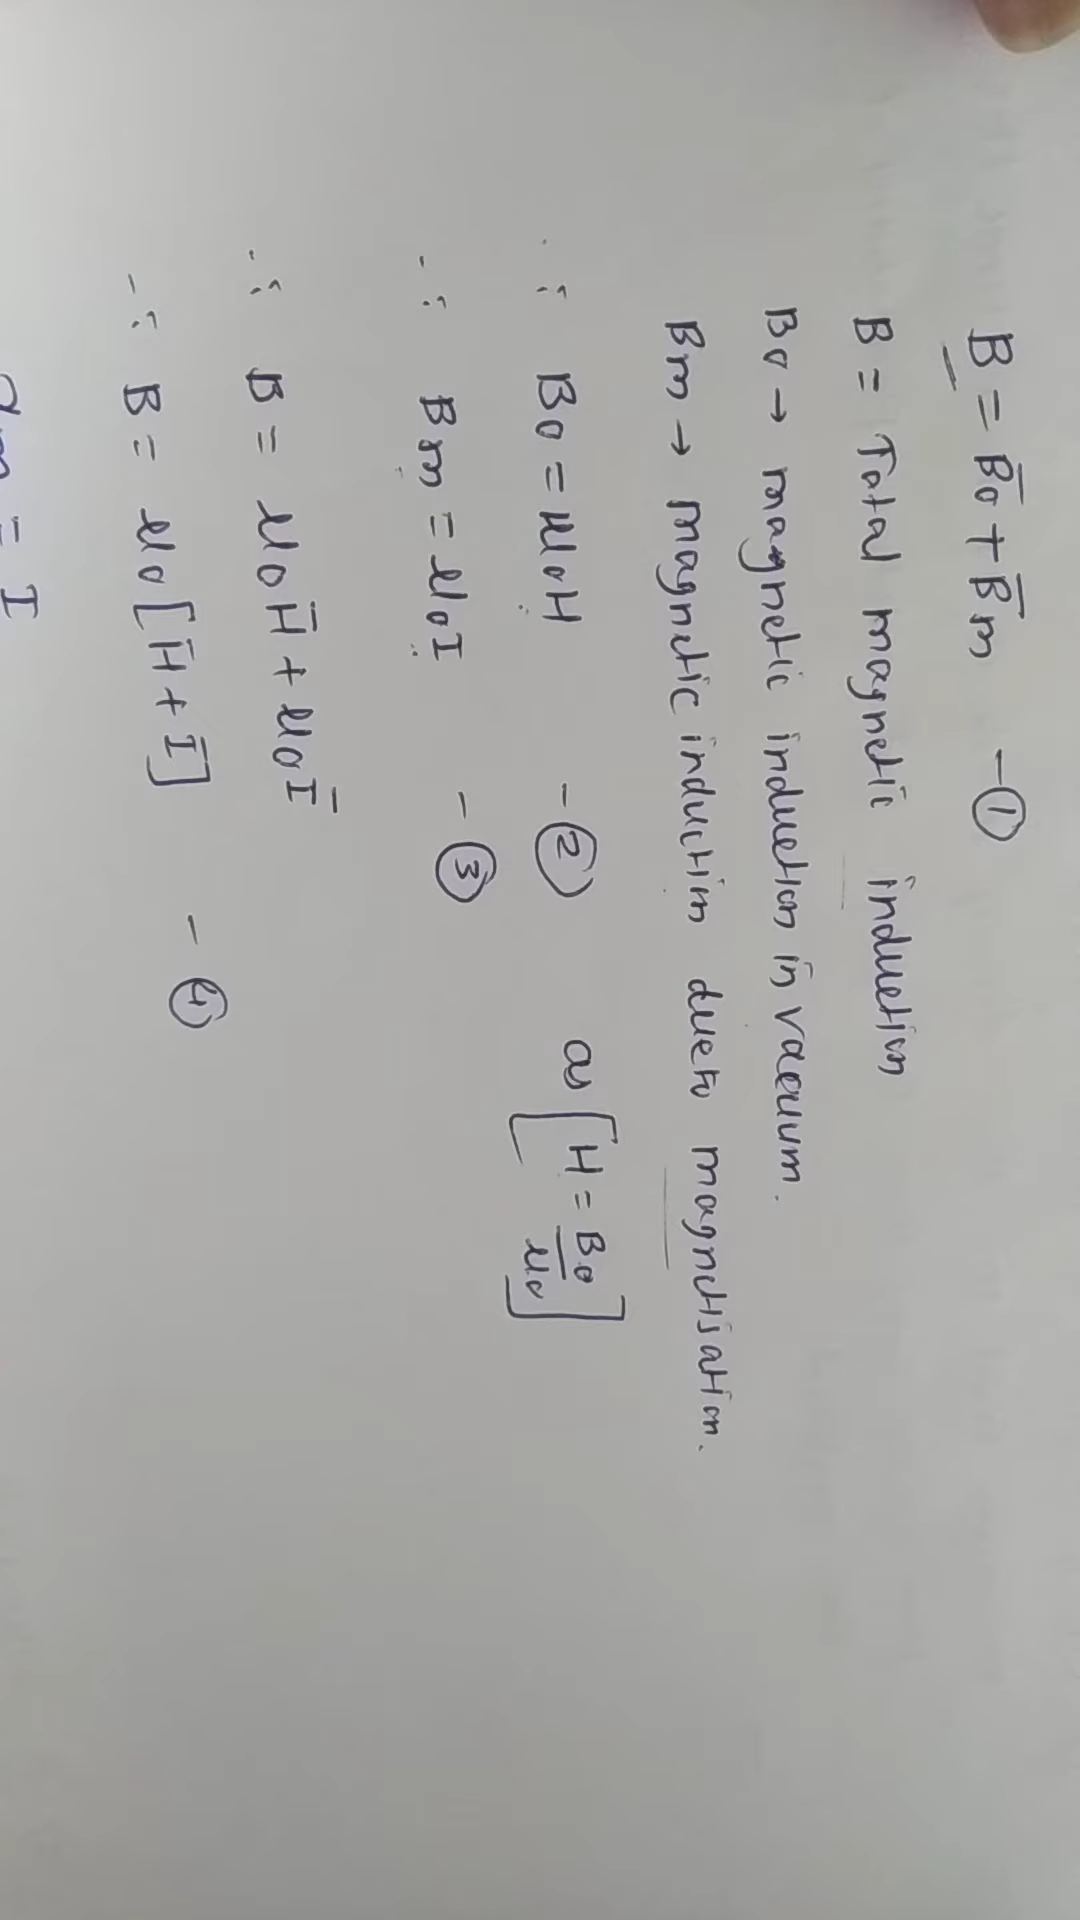 B = B̄o + B̄m - ①
B = Total magnetic induction
Bo → magnetic induction in vacuum.
Bm → magnetic induction due to magnetisation.
∴ Bo = μoH - ② as [H = Bo/μo]
∴ Bm = μoI - ③
∴ B = μoH̄ + μoĪ
∴ B = μo[H̄ + Ī] - ④